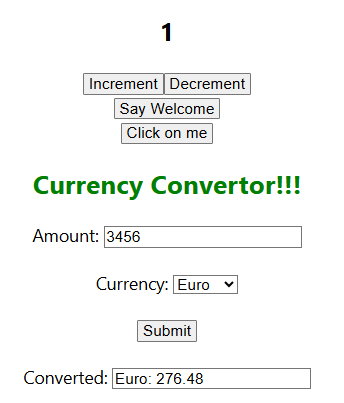 1
Increment Decrement
Say Welcome
Click on me
Currency Convertor!!!
Amount: 3456
Currency: Euro
Submit
Converted: Euro: 276.48